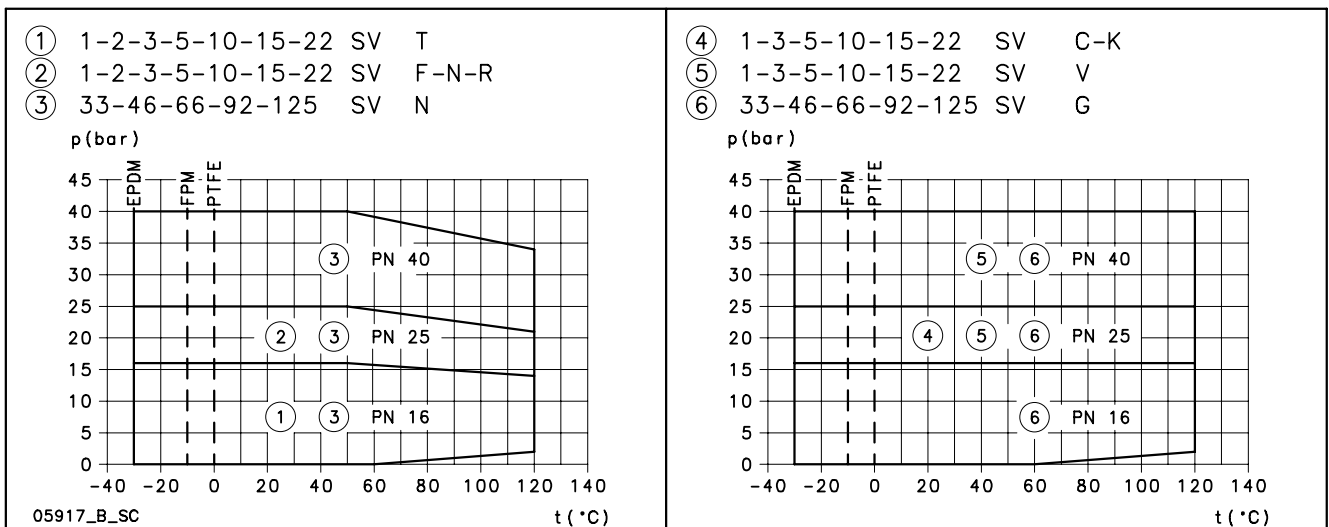 ① 1-2-3-5-10-15-22 SV T
② 1-2-3-5-10-15-22 SV F-N-R
③ 33-46-66-92-125 SV N
p(bar)
EPDM
FPM
PTFE
45
40
35
③ PN 40
30
25
② ③ PN 25
20
15
10
① ③ PN 16
5
0
-40 -20 0 20 40 60 80 100 120 140
05917_B_SC t(°C)
④ 1-3-5-10-15-22 SV C-K
⑤ 1-3-5-10-15-22 SV V
⑥ 33-46-66-92-125 SV G
p(bar)
EPDM
FPM
PTFE
45
40
35
⑤ ⑥ PN 40
30
25
④ ⑤ ⑥ PN 25
20
15
10
⑥ PN 16
5
0
-40 -20 0 20 40 60 80 100 120 140
t(°C)